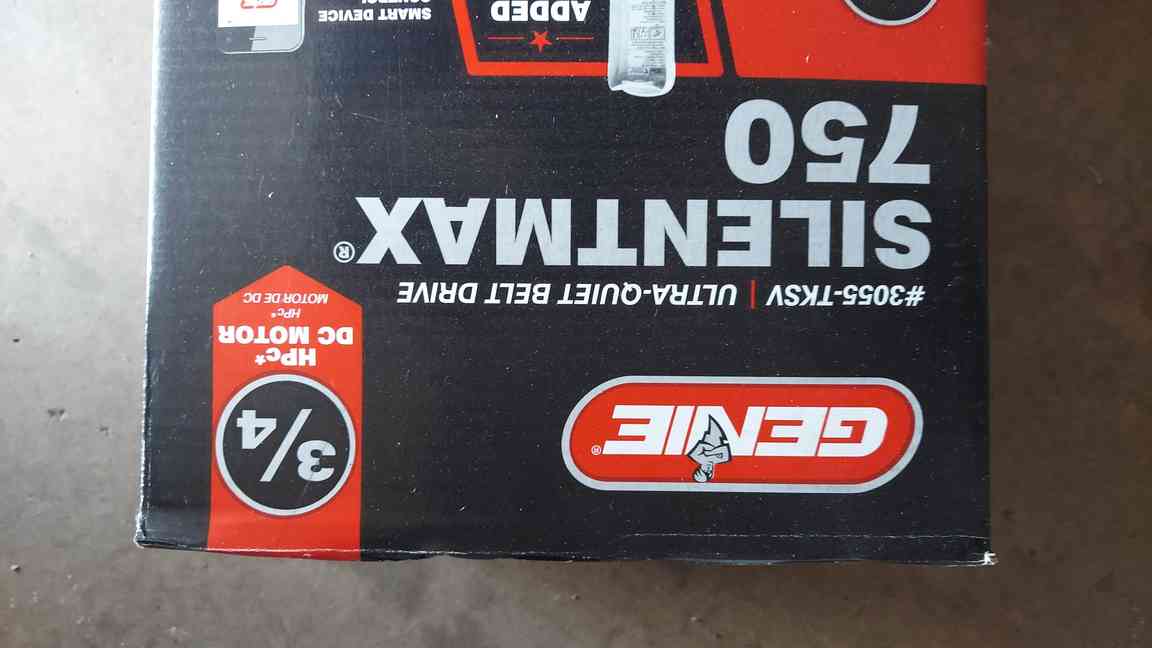 GENIE®
3/4
HPc*
DC MOTOR
HPc*
MOTOR DE DC
#3055-TKSV | ULTRA-QUIET BELT DRIVE
SILENTMAX®
750
ADDED
SMART DEVICE